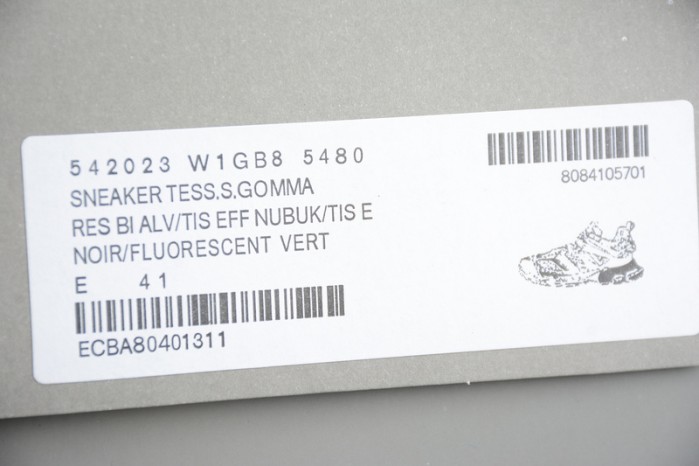 542023 W1GB8 5480
SNEAKER TESS.S.GOMMA
RES BI ALV/TIS EFF NUBUK/TIS E
NOIR/FLUORESCENT VERT
E 41
ECBA80401311
8084105701